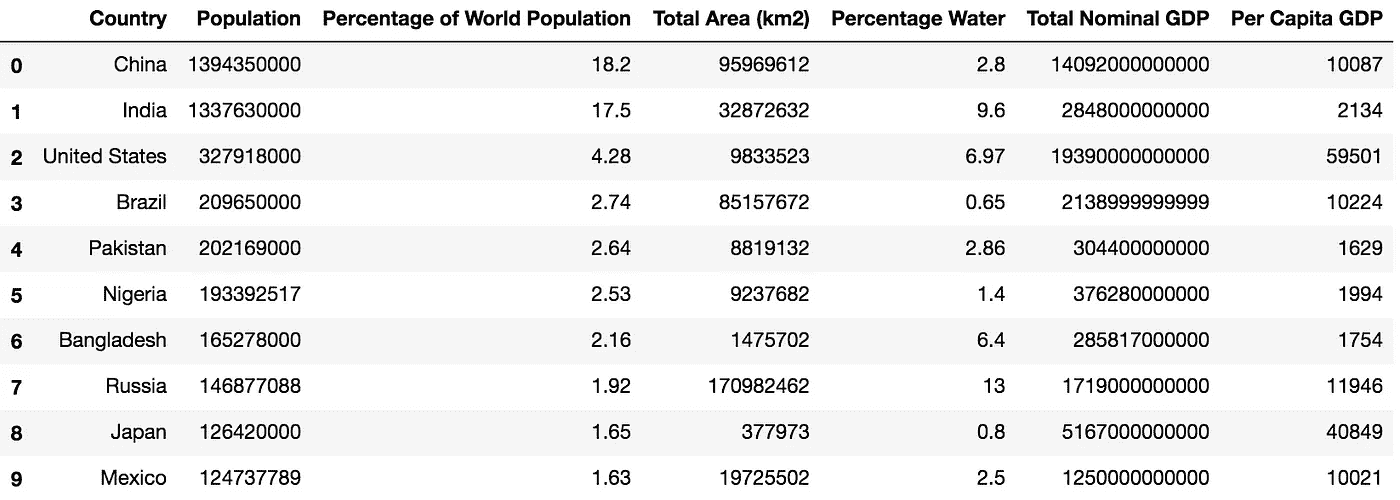 Country Population Percentage of World Population Total Area (km2) Percentage Water Total Nominal GDP Per Capita GDP
0 China 1394350000 18.2 95969612 2.8 14092000000000 10087
1 India 1337630000 17.5 32872632 9.6 2848000000000 2134
2 United States 327918000 4.28 9833523 6.97 19390000000000 59501
3 Brazil 209650000 2.74 85157672 0.65 2138999999999 10224
4 Pakistan 202169000 2.64 8819132 2.86 304400000000 1629
5 Nigeria 193392517 2.53 9237682 1.4 376280000000 1994
6 Bangladesh 165278000 2.16 1475702 6.4 285817000000 1754
7 Russia 146877088 1.92 170982462 13 1719000000000 11946
8 Japan 126420000 1.65 377973 0.8 5167000000000 40849
9 Mexico 124737789 1.63 19725502 2.5 1250000000000 10021